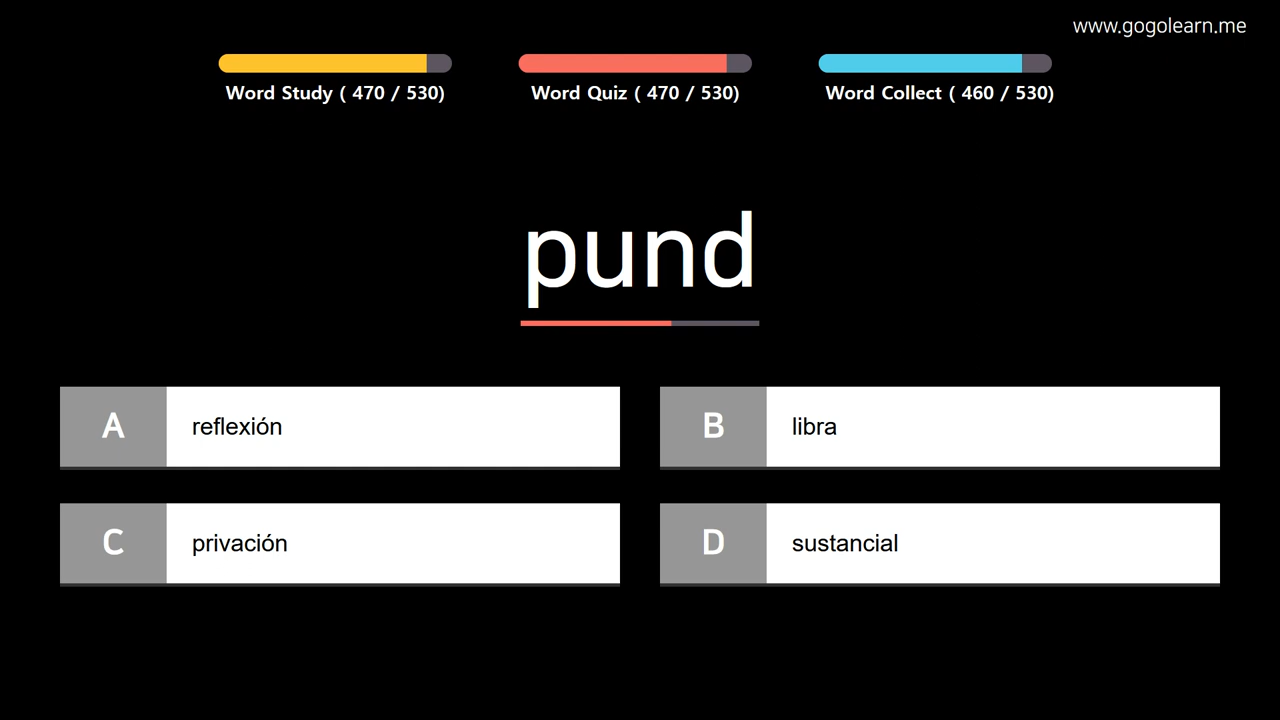 www.gogolearn.me
Word Study ( 470 / 530)
Word Quiz ( 470 / 530)
Word Collect ( 460 / 530)
pund
A reflexión
B libra
C privación
D sustancial